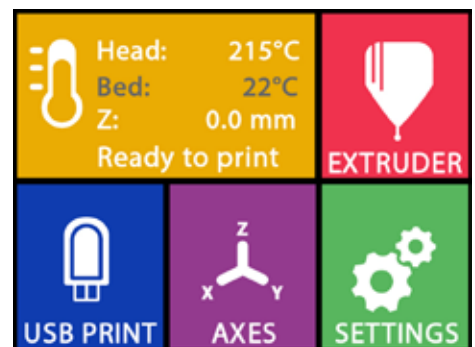 Head: 215°C
Bed: 22°C
Z: 0.0 mm
Ready to print
EXTRUDER
Z
X Y
USB PRINT
AXES
SETTINGS